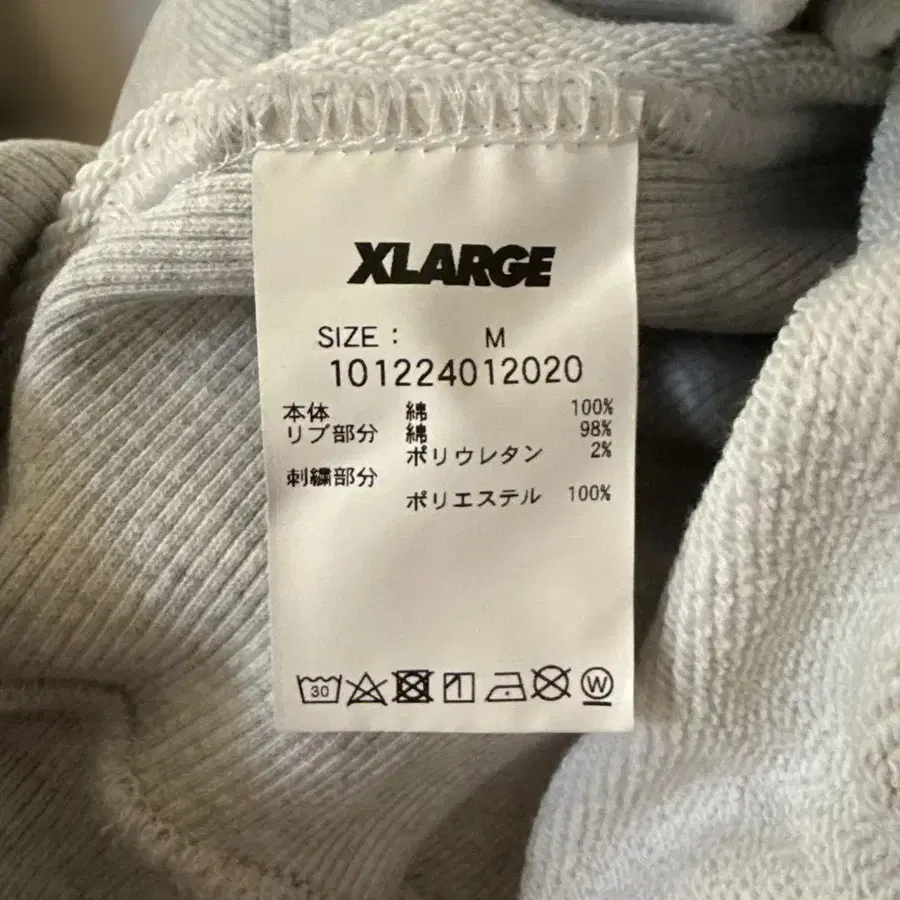 XLARGE
SIZE : M
101224012020
本体 綿 100%
リブ部分 綿 98%
ポリウレタン 2%
刺繍部分
ポリエステル 100%
30 W